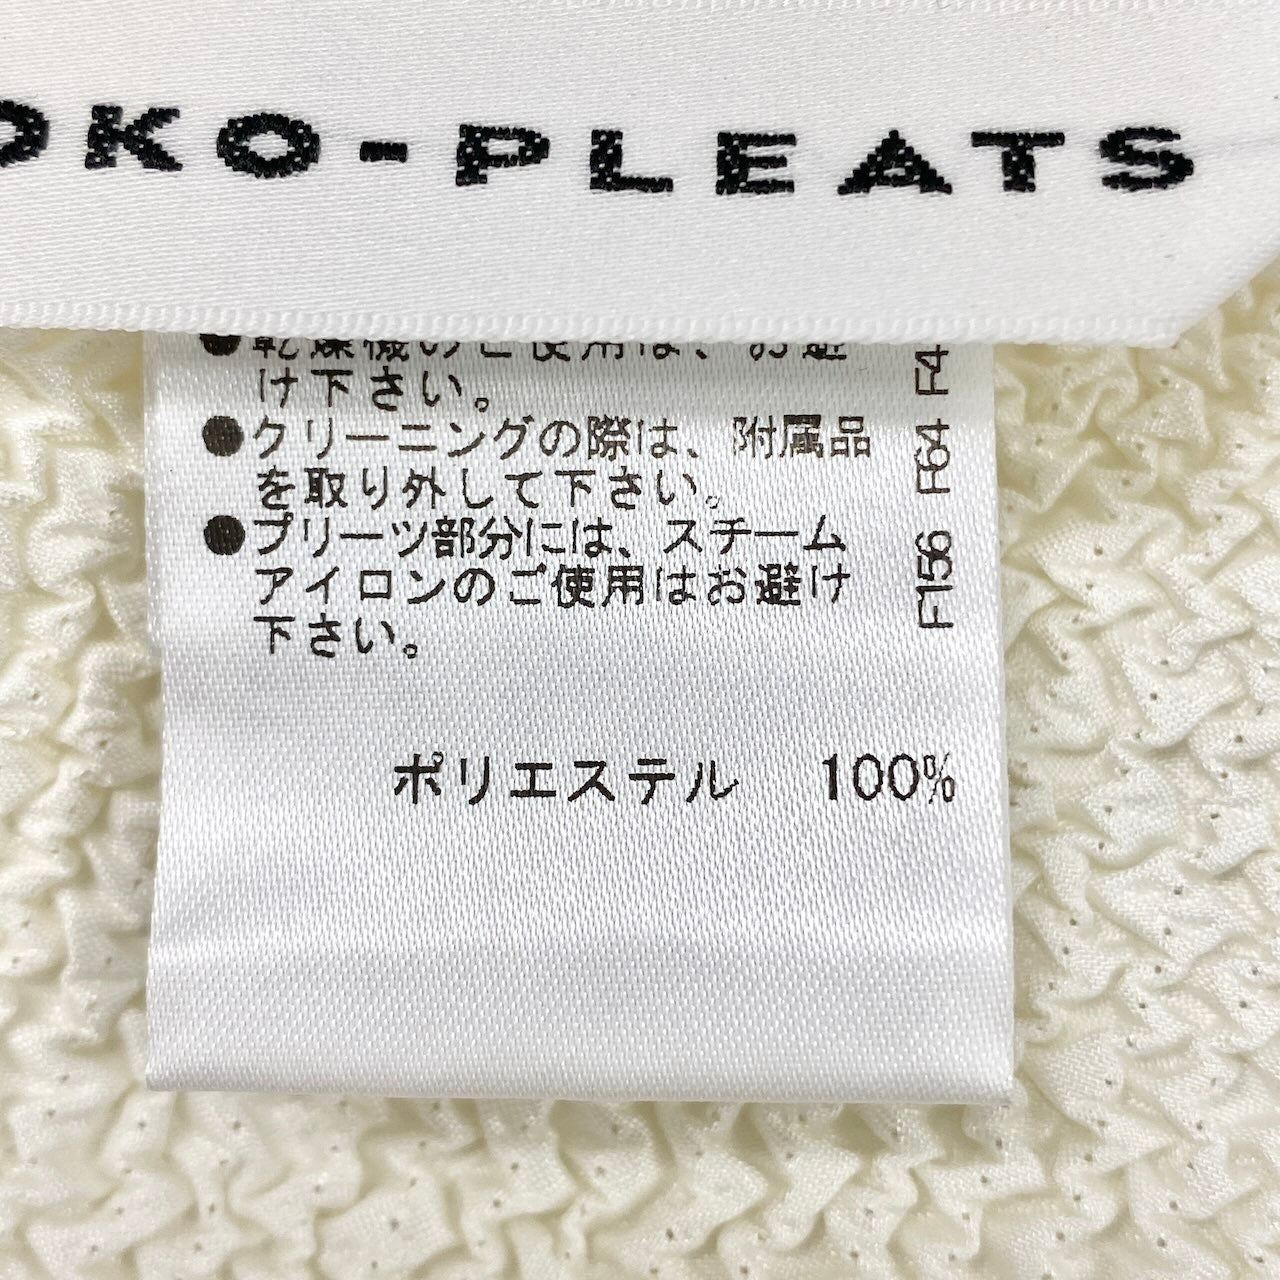 OKO-PLEATS
●乾燥機のご使用は、お避
け下さい。
●クリーニングの際は、附属品
を取り外して下さい。
●プリーツ部分には、スチーム
アイロンのご使用はお避け
下さい。
F156 F64 F4
ポリエステル 100%